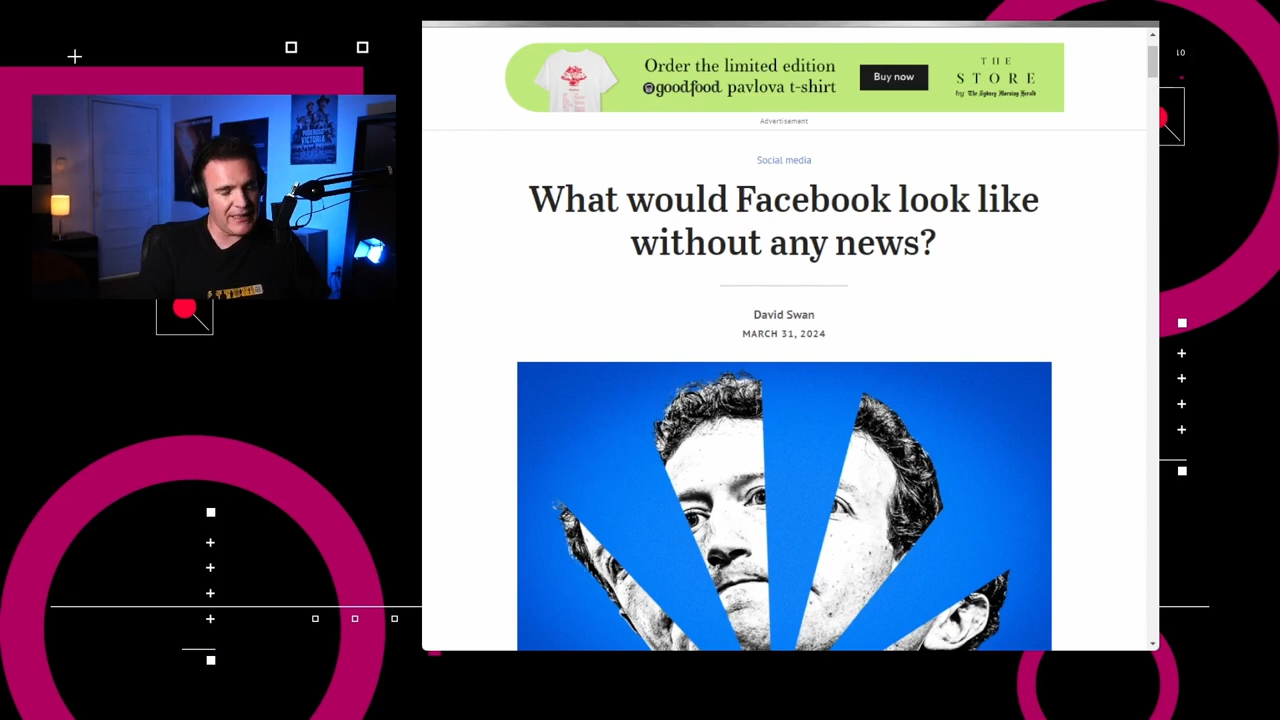 Order the limited edition
goodfood pavlova t-shirt
Buy now
THE
STORE
by The Sydney Morning Herald
Advertisement
Social media
What would Facebook look like
without any news?
David Swan
MARCH 31, 2024